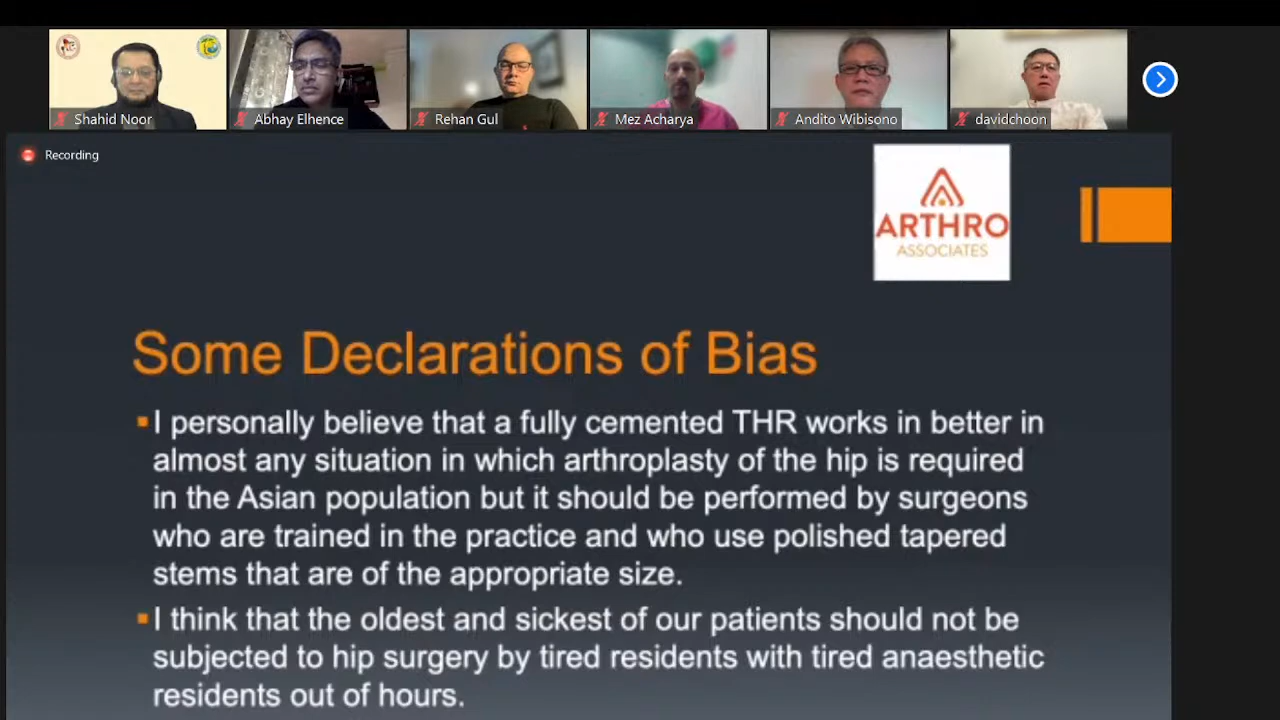 Shahid Noor
Abhay Elhence
Rehan Gul
Mez Acharya
Andito Wibisono
davidchoon
Recording
ARTHRO
ASSOCIATES
Some Declarations of Bias
I personally believe that a fully cemented THR works in better in
almost any situation in which arthroplasty of the hip is required
in the Asian population but it should be performed by surgeons
who are trained in the practice and who use polished tapered
stems that are of the appropriate size.
I think that the oldest and sickest of our patients should not be
subjected to hip surgery by tired residents with tired anaesthetic
residents out of hours.